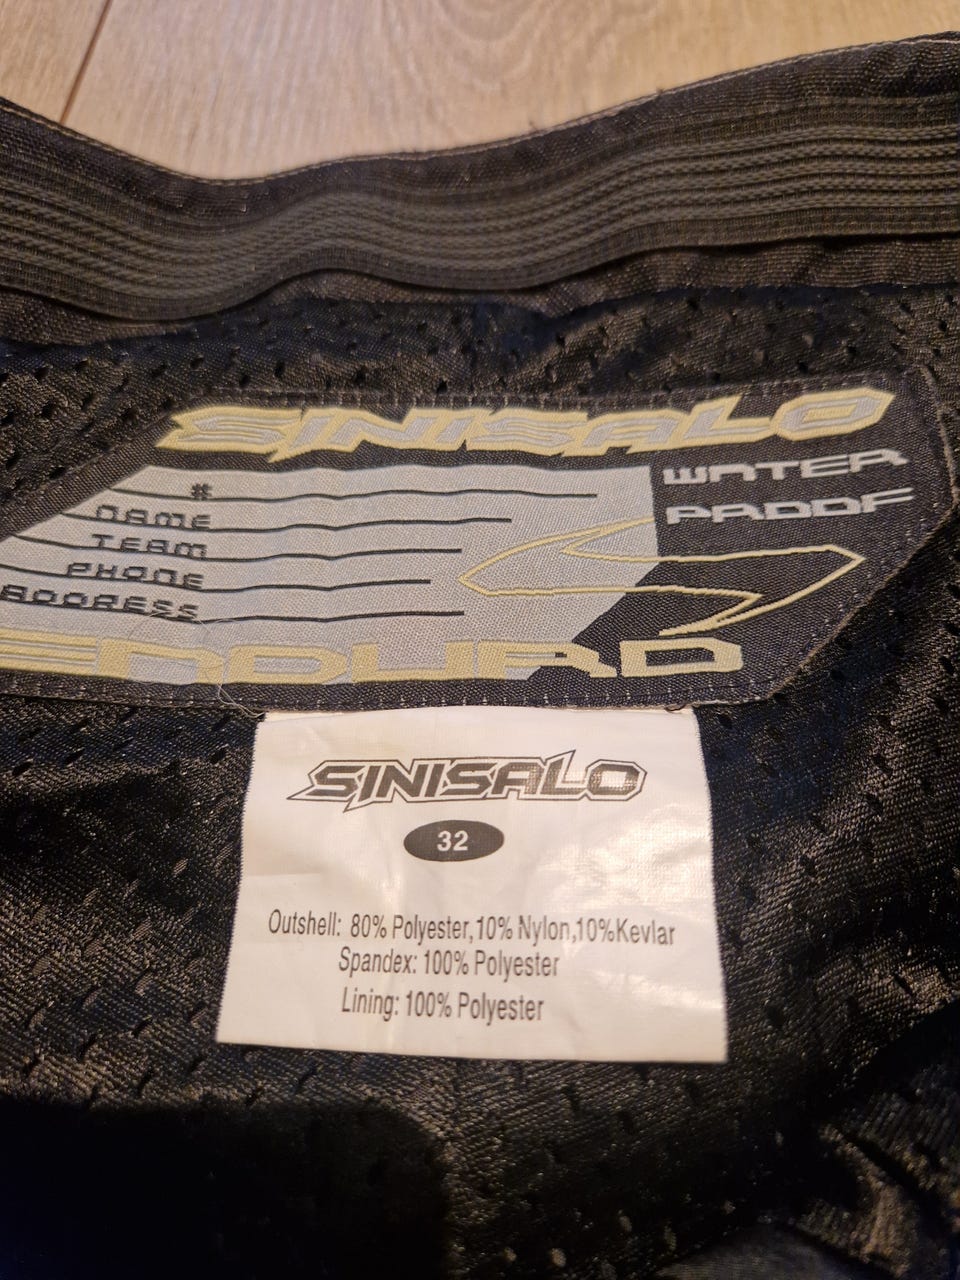 SINISALO
WATER
PROOF
#
NAME
TEAM
PHONE
ADDRESS
ENDURO
SINISALO
32
Outshell: 80% Polyester,10% Nylon,10%Kevlar
Spandex: 100% Polyester
Lining: 100% Polyester